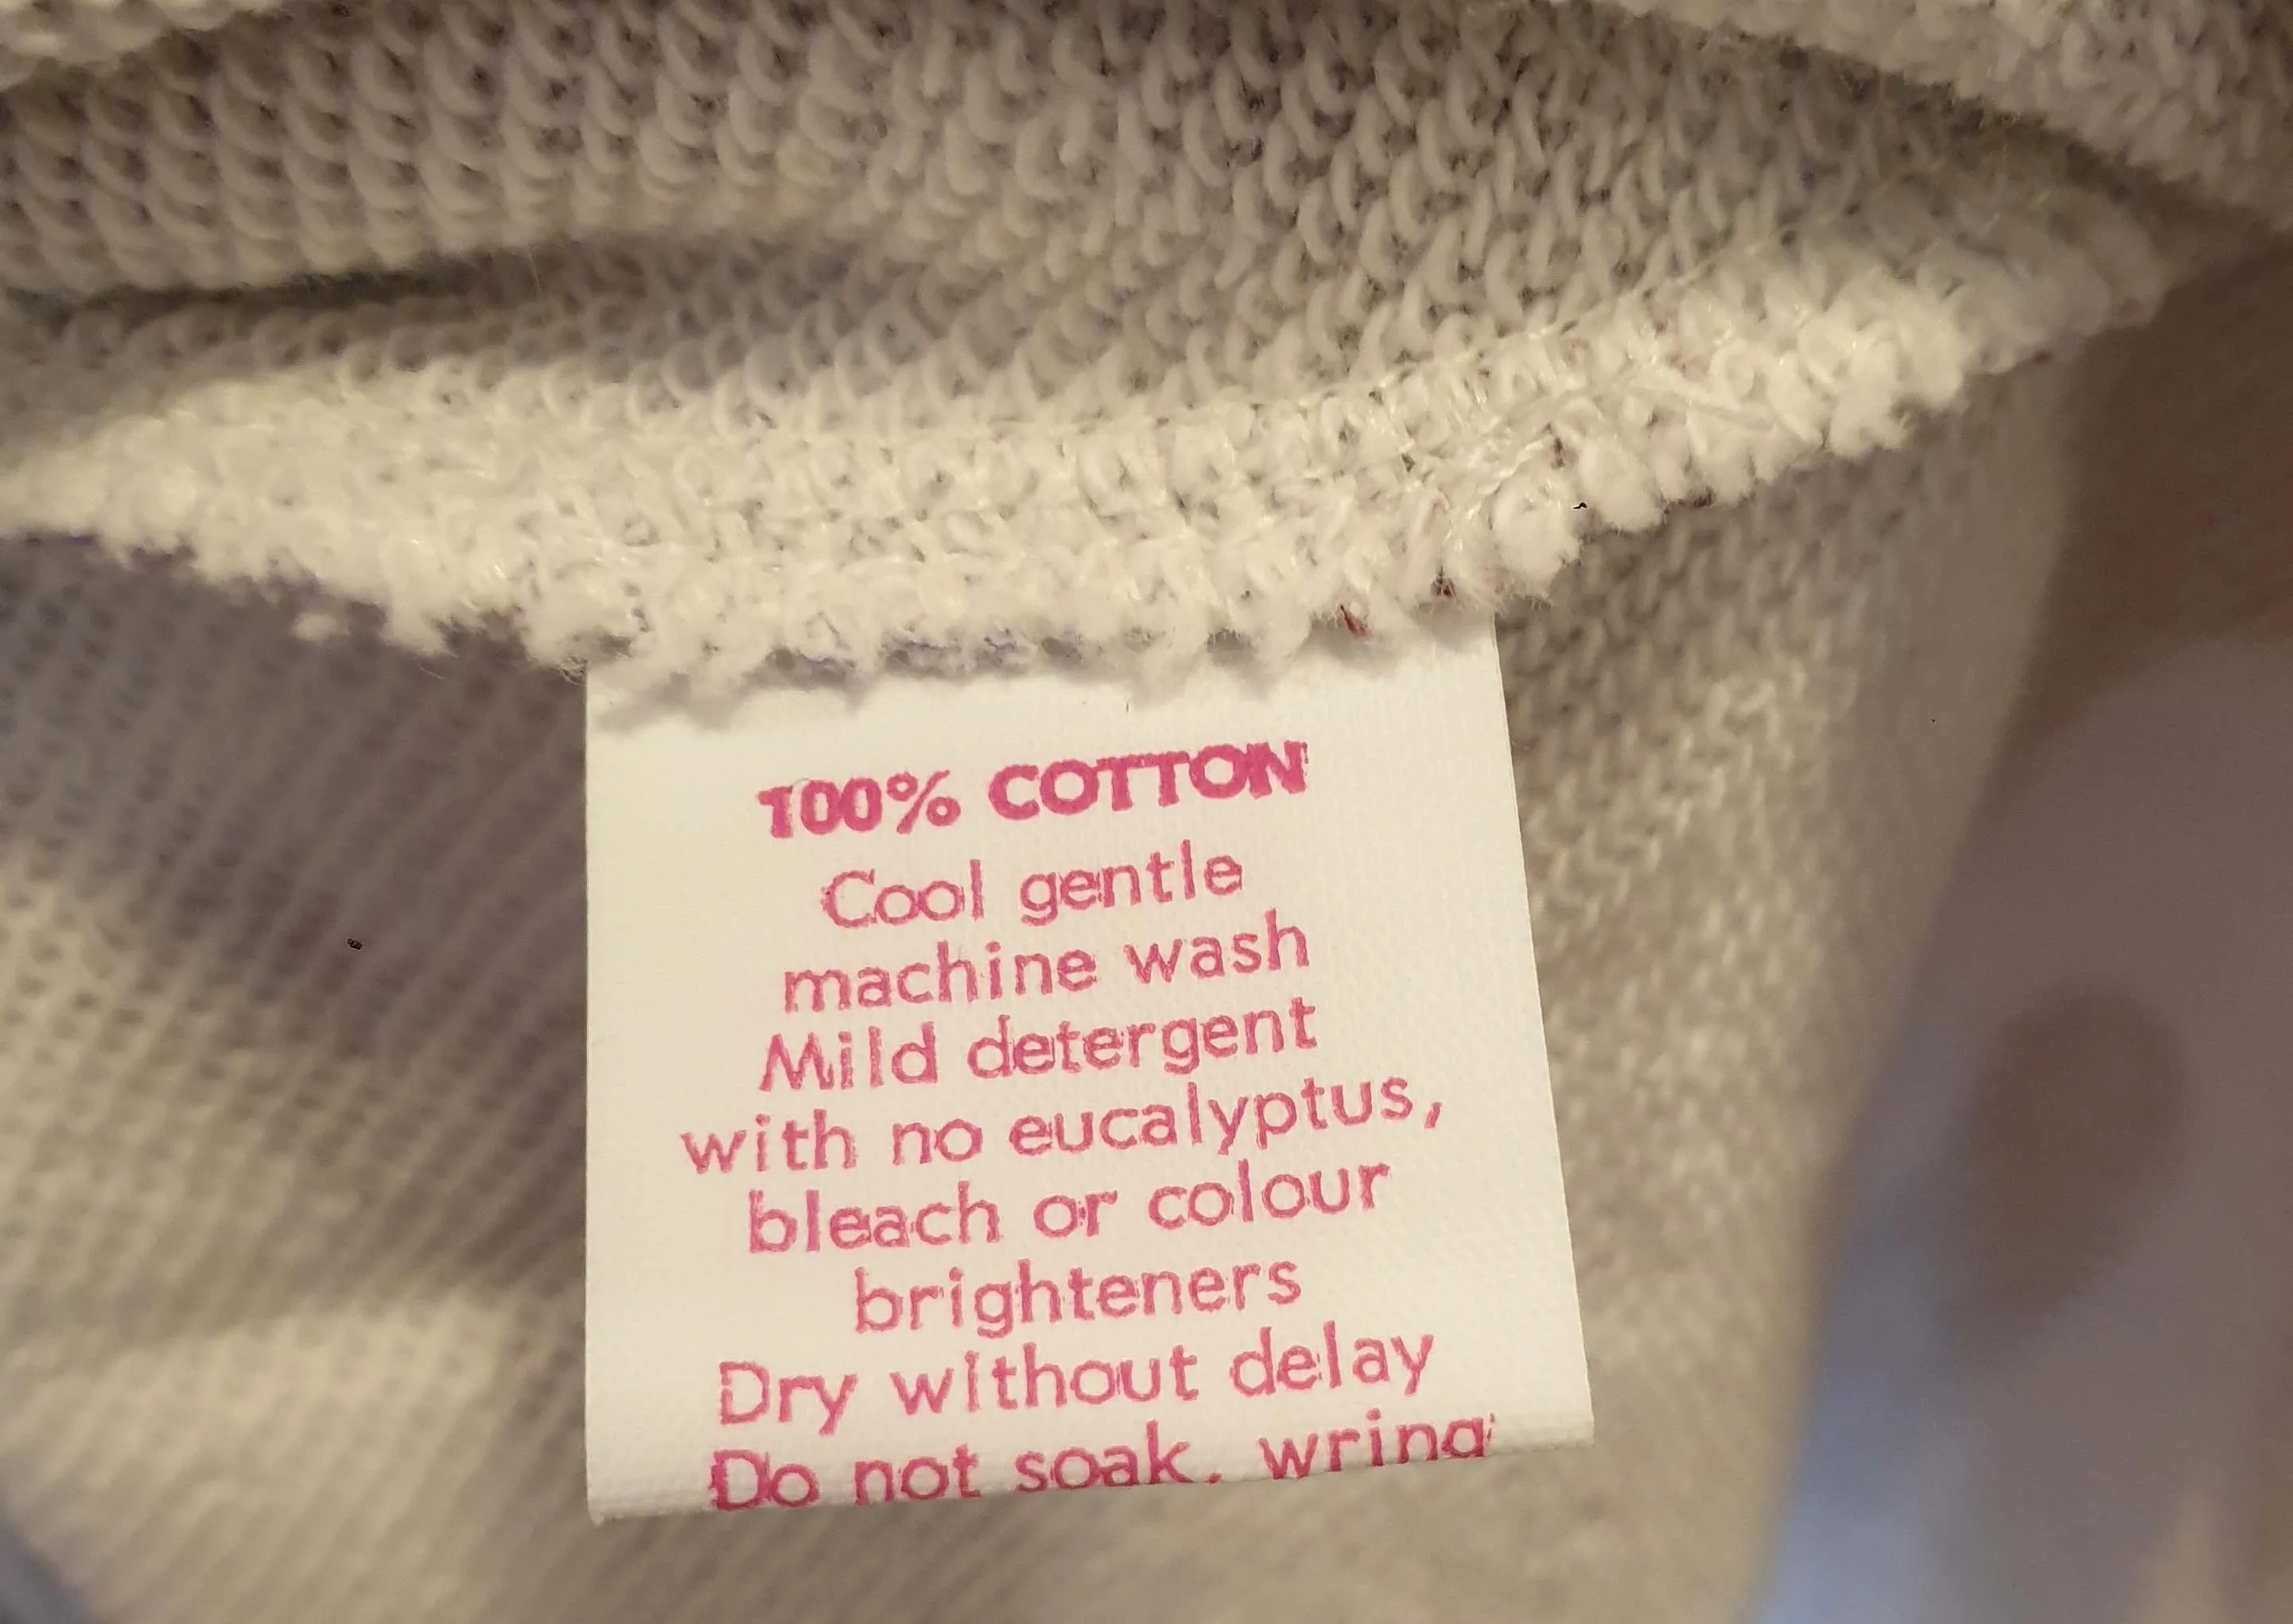 100% COTTON
Cool gentle
machine wash
Mild detergent
with no eucalyptus,
bleach or colour
brighteners
Dry without delay
Do not soak, wring